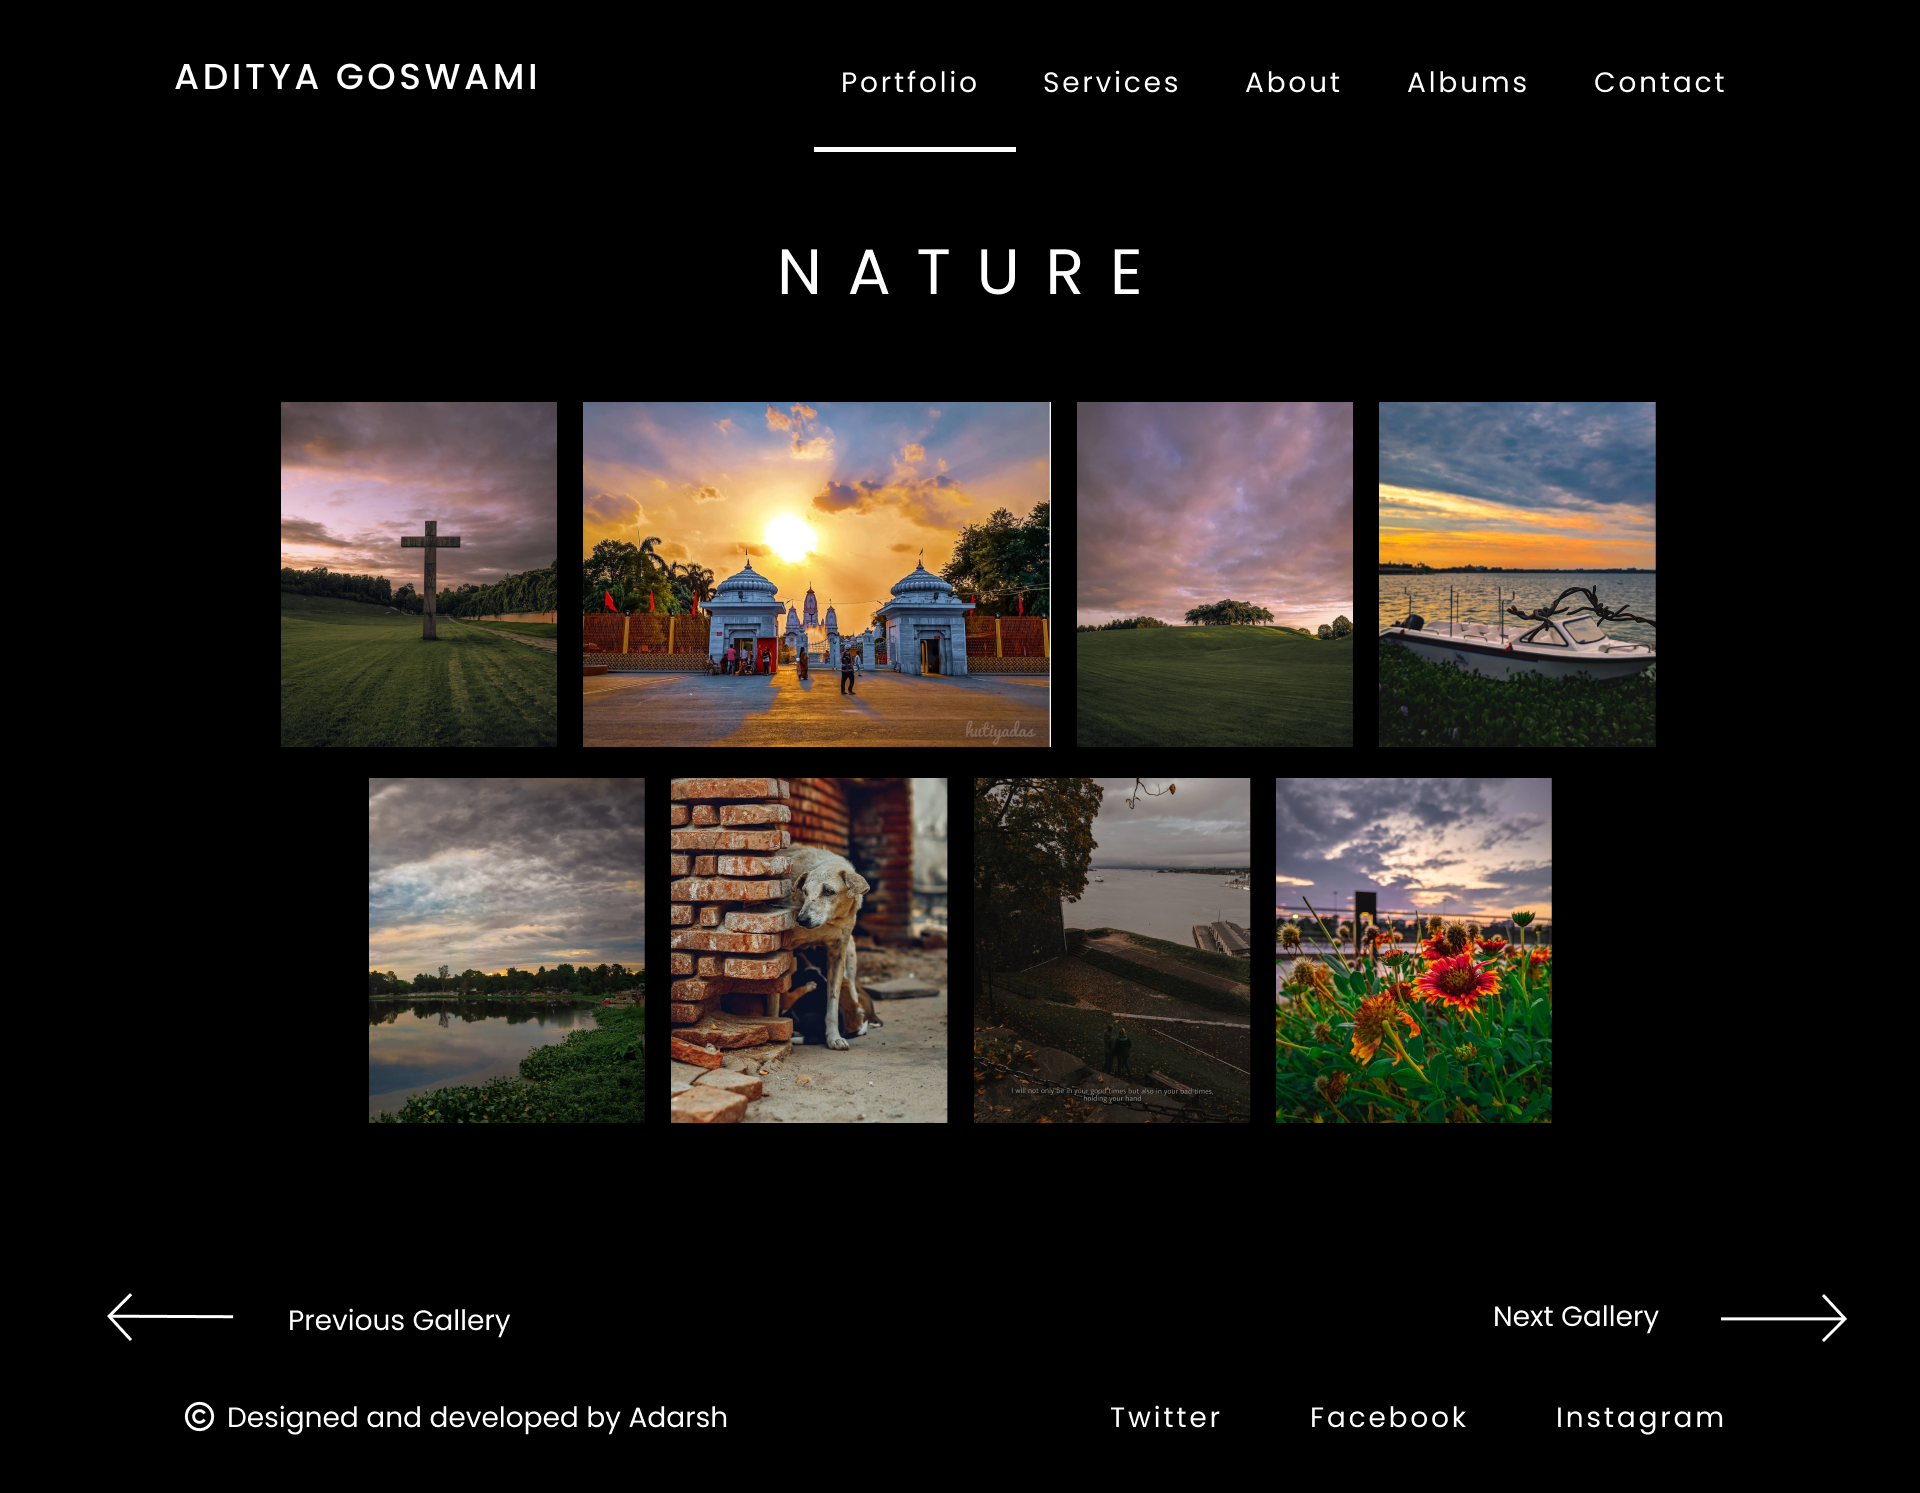 ADITYA GOSWAMI
Portfolio Services About Albums Contact
NATURE
hutiyadas
I will not only be in your good times but also in your bad times,
holding your hand
Previous Gallery
Next Gallery
© Designed and developed by Adarsh
Twitter Facebook Instagram